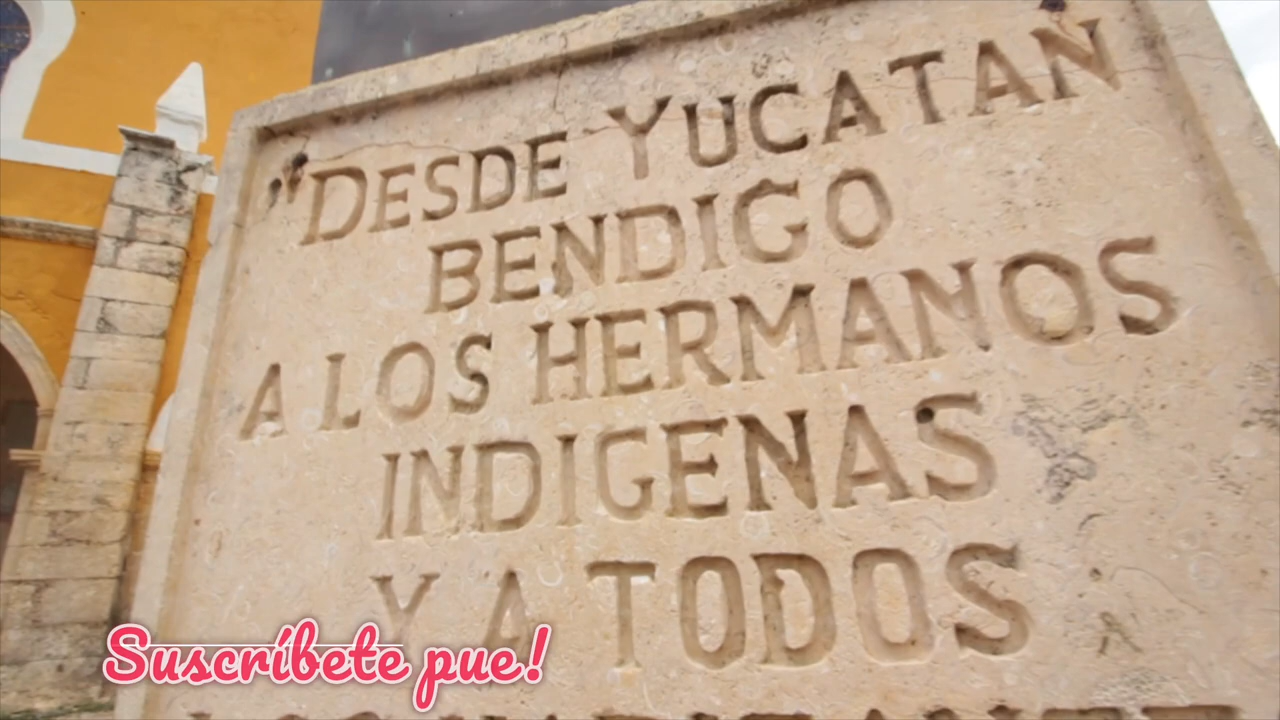 "DESDE YUCATAN
BENDIGO
A LOS HERMANOS
INDIGENAS
Y A TODOS
Suscríbete pue!